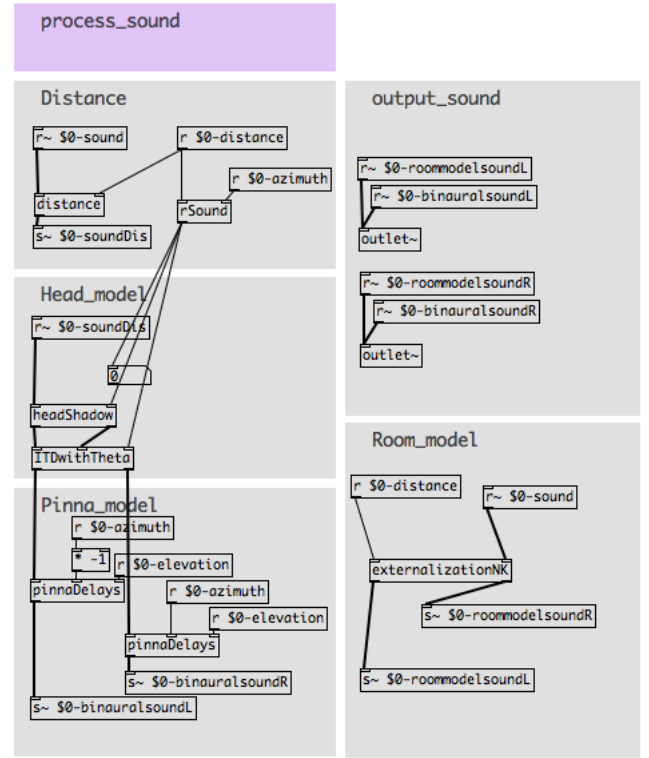 process_sound
Distance
r~ $0-sound
r $0-distance
r $0-azimuth
distance
rSound
s~ $0-soundDis
Head_model
r~ $0-soundDis
0
headShadow
ITDwithTheta
Pinna_model
r $0-azimuth
* -1
r $0-elevation
pinnaDelays
r $0-azimuth
r $0-elevation
pinnaDelays
s~ $0-binauralsoundR
s~ $0-binauralsoundL
output_sound
r~ $0-roommodelsoundL
r~ $0-binauralsoundL
outlet~
r~ $0-roommodelsoundR
r~ $0-binauralsoundR
outlet~
Room_model
r $0-distance
r~ $0-sound
externalizationNK
s~ $0-roommodelsoundR
s~ $0-roommodelsoundL